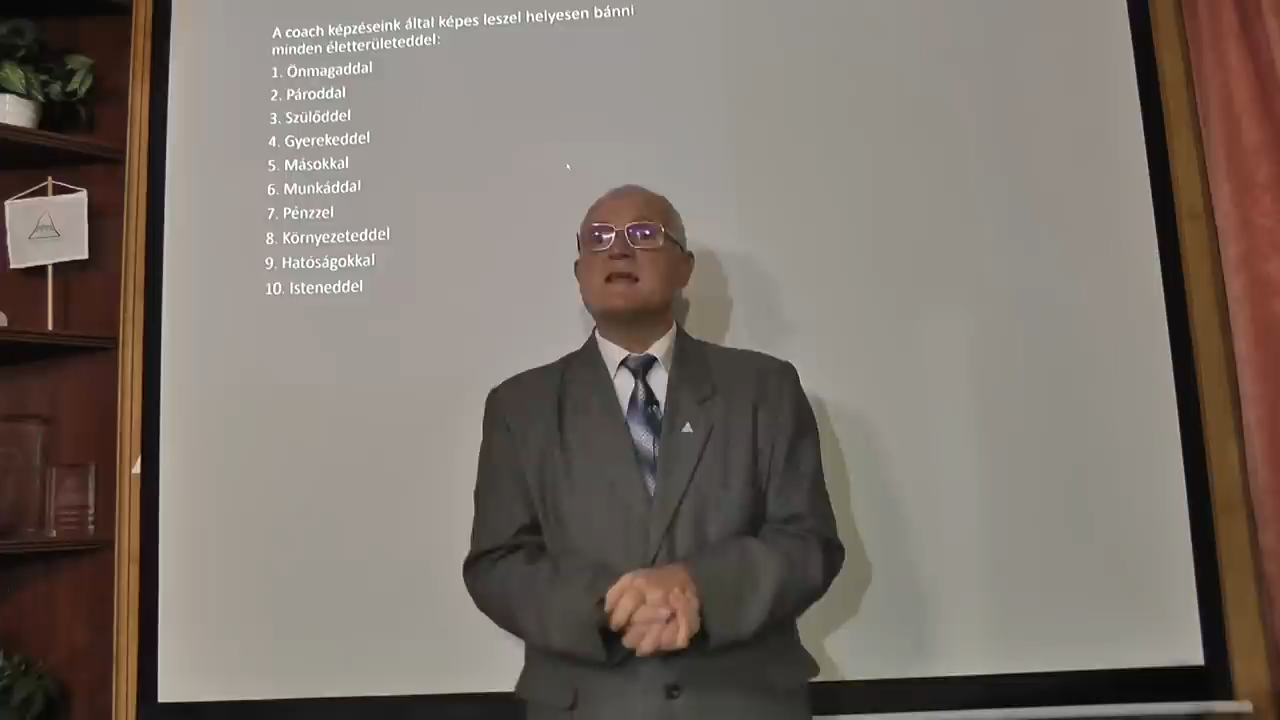 A coach képzéseink által képes leszel helyesen bánni
minden életterületeddel:
1. Önmagaddal
2. Pároddal
3. Szülőddel
4. Gyerekeddel
5. Másokkal
6. Munkáddal
7. Pénzzel
8. Környezeteddel
9. Hatóságokkal
10. Isteneddel